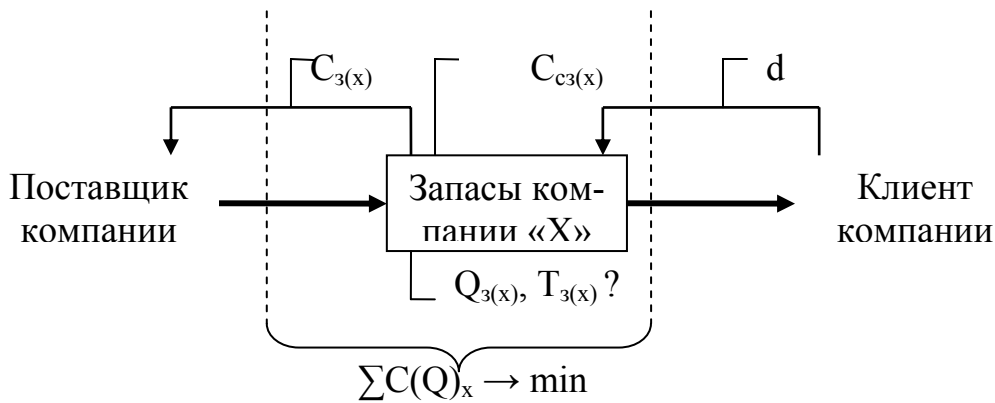 Cз(х)
Cсз(х)
d
Поставщик
компании
Запасы ком-
пании «Х»
Клиент
компании
Qз(х), Tз(х) ?
∑C(Q)х → min